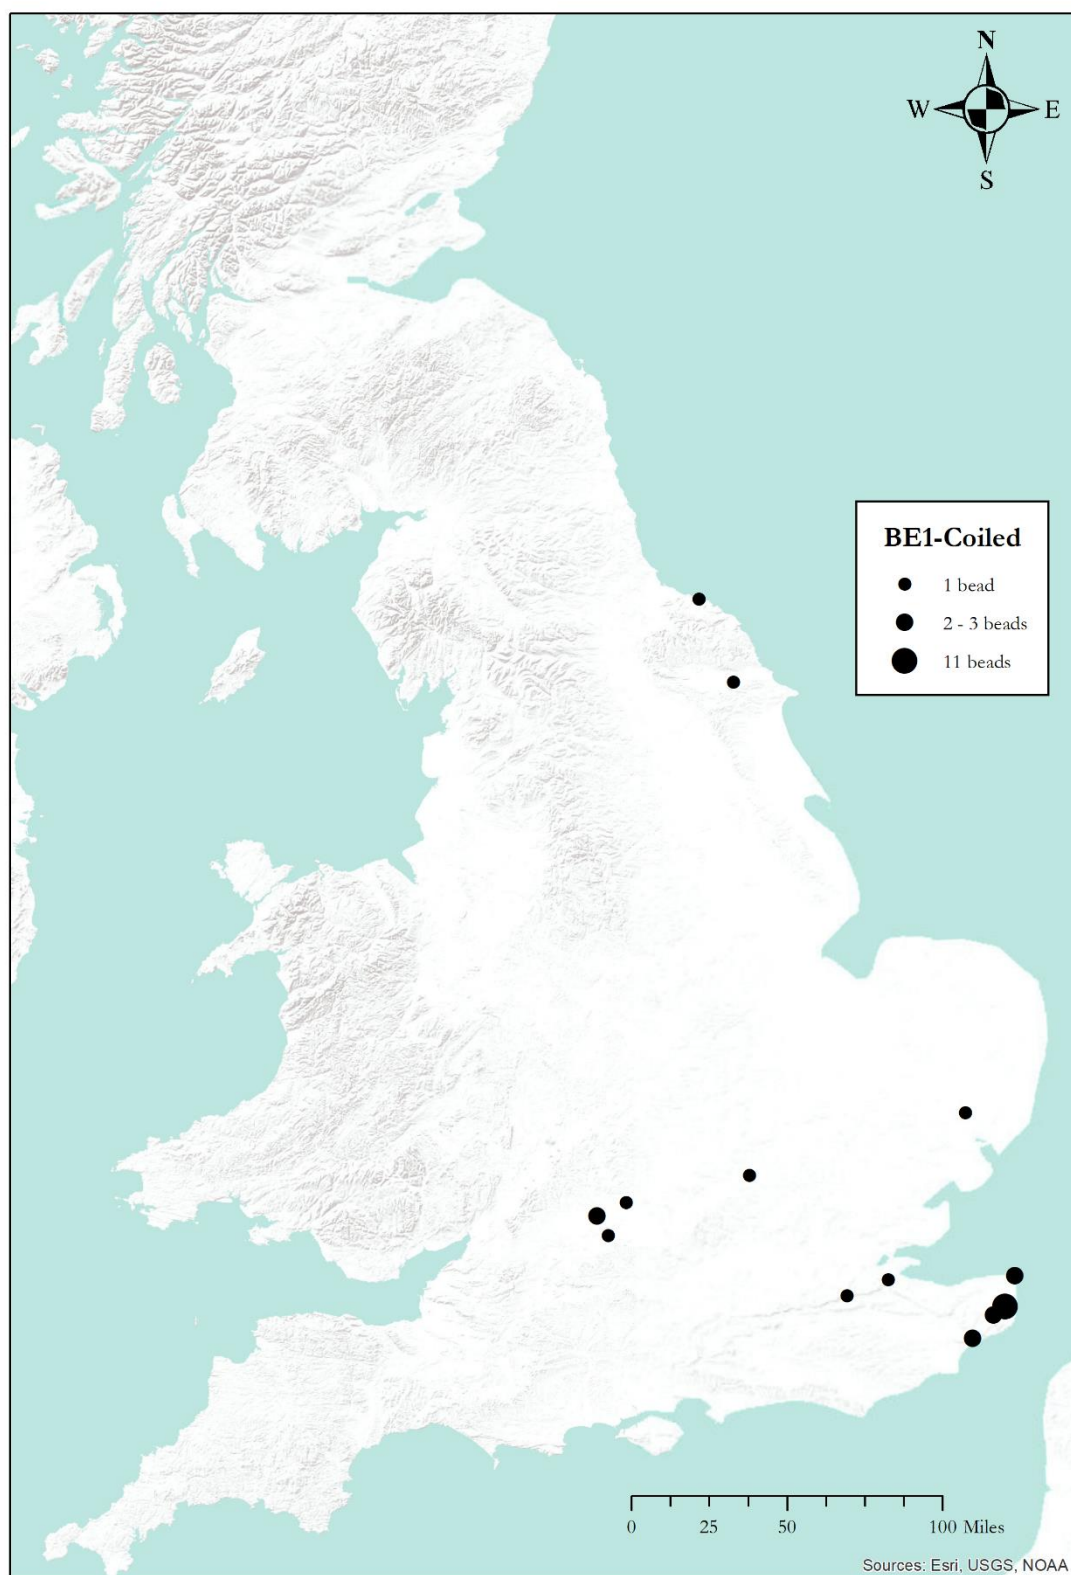 N
W E
S
BE1-Coiled
1 bead
2 - 3 beads
11 beads
0 25 50 100 Miles
Sources: Esri, USGS, NOAA